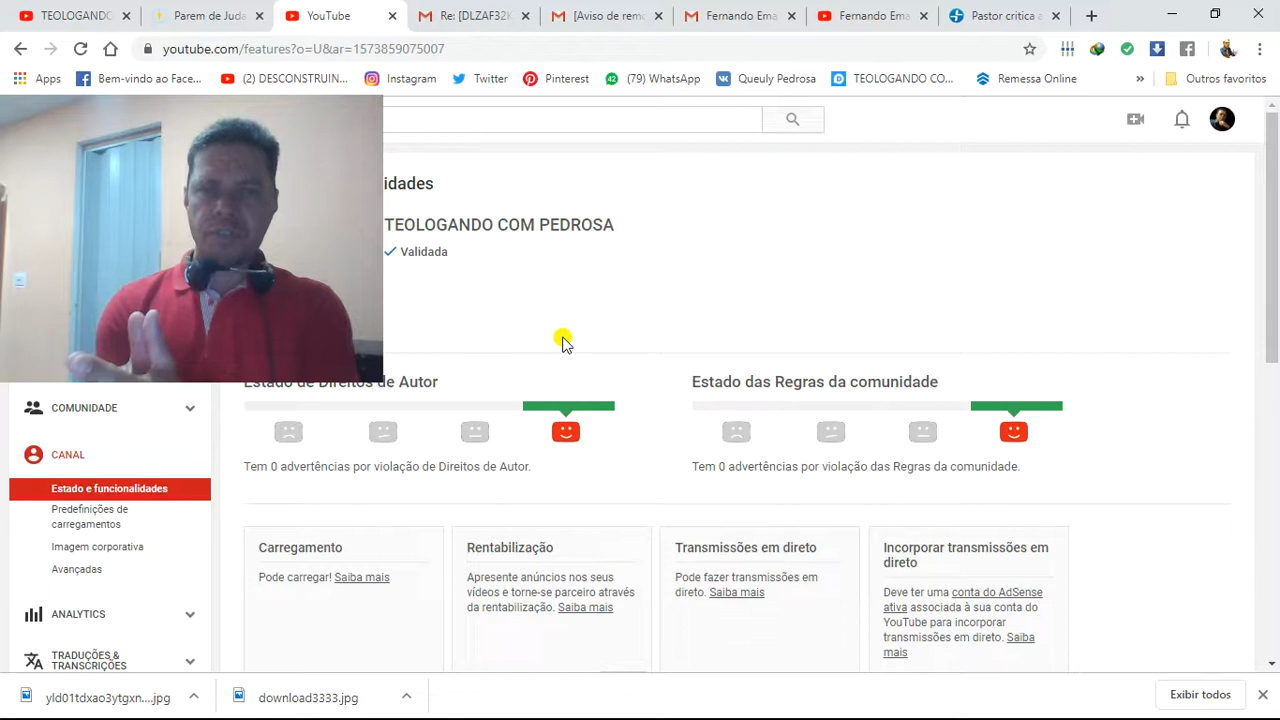 TEOLOGANDO
Parem de Juda
YouTube
Re: [DLZAF32K
[Aviso de remo
Fernando Ema
Fernando Ema
Pastor critica a
youtube.com/features?o=U&ar=1573859075007
Apps
Bem-vindo ao Face...
(2) DESCONSTRUIN...
Instagram
Twitter
Pinterest
(79) WhatsApp
Queuly Pedrosa
TEOLOGANDO CO...
Remessa Online
»
Outros favoritos
idades
TEOLOGANDO COM PEDROSA
Validada
Estado de Direitos de Autor
Estado das Regras da comunidade
Tem 0 advertências por violação de Direitos de Autor.
Tem 0 advertências por violação das Regras da comunidade.
COMUNIDADE
CANAL
Estado e funcionalidades
Predefinições de
carregamentos
Imagem corporativa
Avançadas
ANALYTICS
TRADUÇÕES &
TRANSCRIÇÕES
Carregamento
Pode carregar! Saiba mais
Rentabilização
Apresente anúncios nos seus
vídeos e torne-se parceiro através
da rentabilização. Saiba mais
Transmissões em direto
Pode fazer transmissões em
direto. Saiba mais
Incorporar transmissões em
direto
Deve ter uma conta do AdSense
ativa associada à sua conta do
YouTube para incorporar
transmissões em direto. Saiba
mais
yld01tdxao3ytgxn....jpg
download3333.jpg
Exibir todos